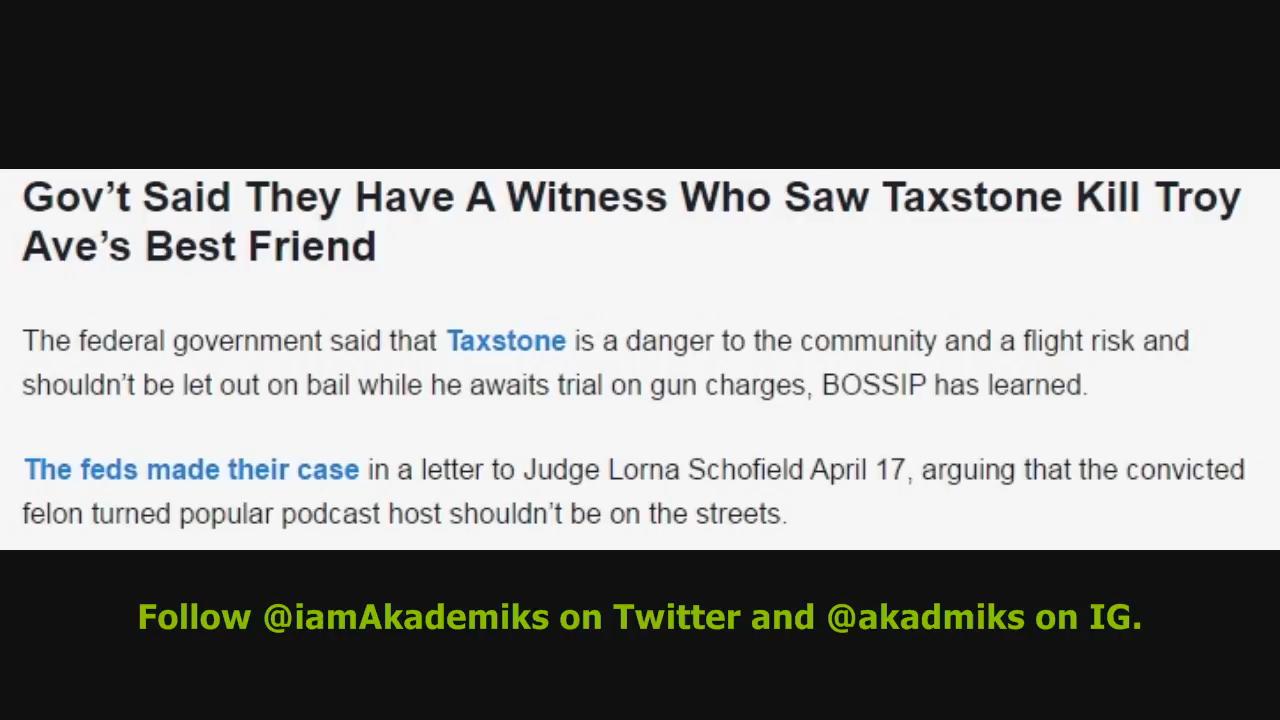 Gov’t Said They Have A Witness Who Saw Taxstone Kill Troy
Ave’s Best Friend
The federal government said that Taxstone is a danger to the community and a flight risk and
shouldn’t be let out on bail while he awaits trial on gun charges, BOSSIP has learned.
The feds made their case in a letter to Judge Lorna Schofield April 17, arguing that the convicted
felon turned popular podcast host shouldn’t be on the streets.
Follow @iamAkademiks on Twitter and @akadmiks on IG.